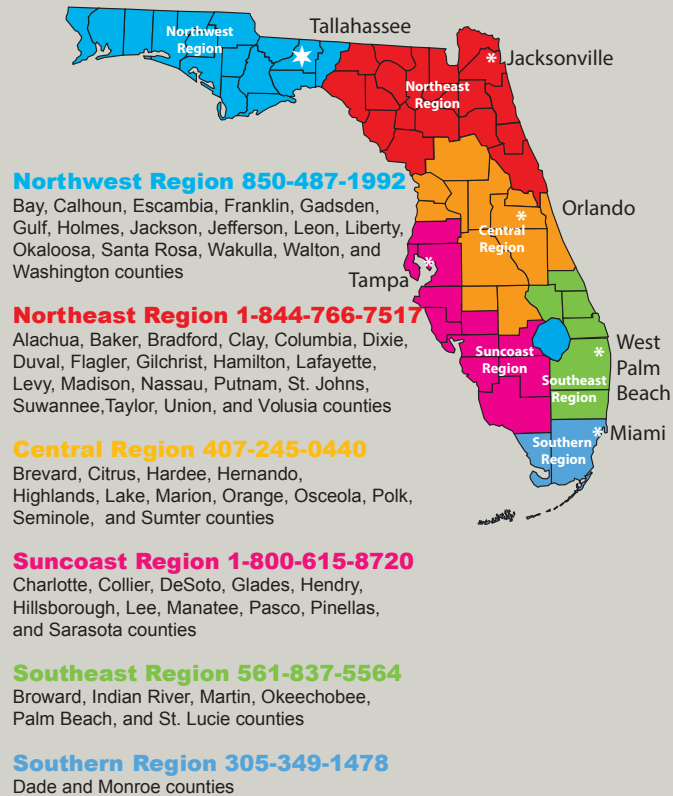 Northwest
Region
Tallahassee
* Jacksonville
Northeast
Region
Northwest Region 850-487-1992
Bay, Calhoun, Escambia, Franklin, Gadsden,
Gulf, Holmes, Jackson, Jefferson, Leon, Liberty,
Okaloosa, Santa Rosa, Wakulla, Walton, and
Washington counties
Orlando
*
Central
Region
Tampa
*
Northeast Region 1-844-766-7517
Alachua, Baker, Bradford, Clay, Columbia, Dixie,
Duval, Flagler, Gilchrist, Hamilton, Lafayette,
Levy, Madison, Nassau, Putnam, St. Johns,
Suwannee,Taylor, Union, and Volusia counties
Suncoast
Region
*
West
Palm
Beach
Southeast
Region
Central Region 407-245-0440
Brevard, Citrus, Hardee, Hernando,
Highlands, Lake, Marion, Orange, Osceola, Polk,
Seminole, and Sumter counties
* Miami
Southern
Region
Suncoast Region 1-800-615-8720
Charlotte, Collier, DeSoto, Glades, Hendry,
Hillsborough, Lee, Manatee, Pasco, Pinellas,
and Sarasota counties
Southeast Region 561-837-5564
Broward, Indian River, Martin, Okeechobee,
Palm Beach, and St. Lucie counties
Southern Region 305-349-1478
Dade and Monroe counties